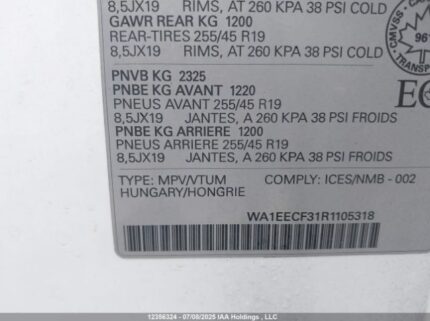 8,5JX19 RIMS, AT 260 KPA 38 PSI COLD
GAWR REAR KG 1200
REAR-TIRES 255/45 R19
8,5JX19 RIMS, AT 260 KPA 38 PSI COLD
PNVB KG 2325
PNBE KG AVANT 1220
PNEUS AVANT 255/45 R19
8,5JX19 JANTES, A 260 KPA 38 PSI FROIDS
PNBE KG ARRIERE 1200
PNEUS ARRIERE 255/45 R19
8,5JX19 JANTES, A 260 KPA 38 PSI FROIDS
TYPE: MPV/VTUM COMPLY: ICES/NMB - 002
HUNGARY/HONGRIE
WA1EECF31R1105318
CMVSS
96
TRANSP
EC
12356324 - 07/08/2025 IAA Holdings , LLC